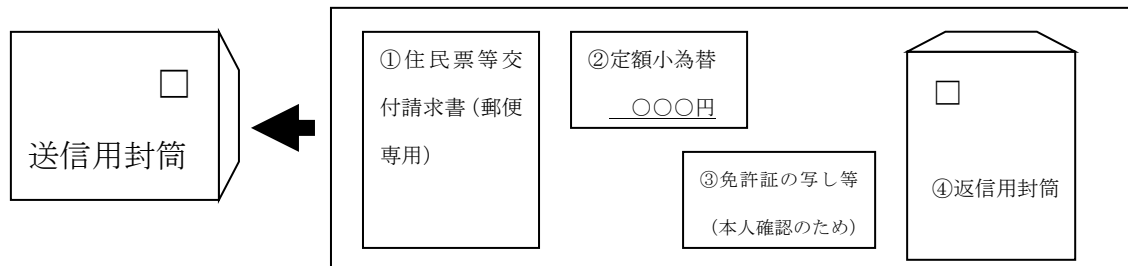 送信用封筒
①住民票等交
付請求書（郵便
専用）
②定額小為替
○○○円
③免許証の写し等
（本人確認のため）
④返信用封筒